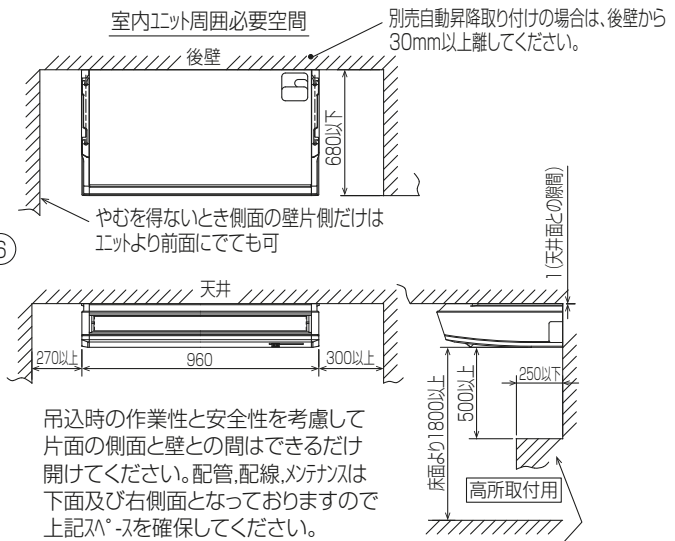 室内ユニット周囲必要空間
別売自動昇降取り付けの場合は、後壁から
30mm以上離してください。
後壁
680以下
やむを得ないとき側面の壁片側だけは
ユニットより前面にでても可
6
1(天井面との隙間)
天井
270以上
960
300以上
床面より1800以上
500以上
250以下
高所取付用
吊込時の作業性と安全性を考慮して
片面の側面と壁との間はできるだけ
開けてください。配管,配線,メンテナンスは
下面及び右側面となっておりますので
上記スペースを確保してください。